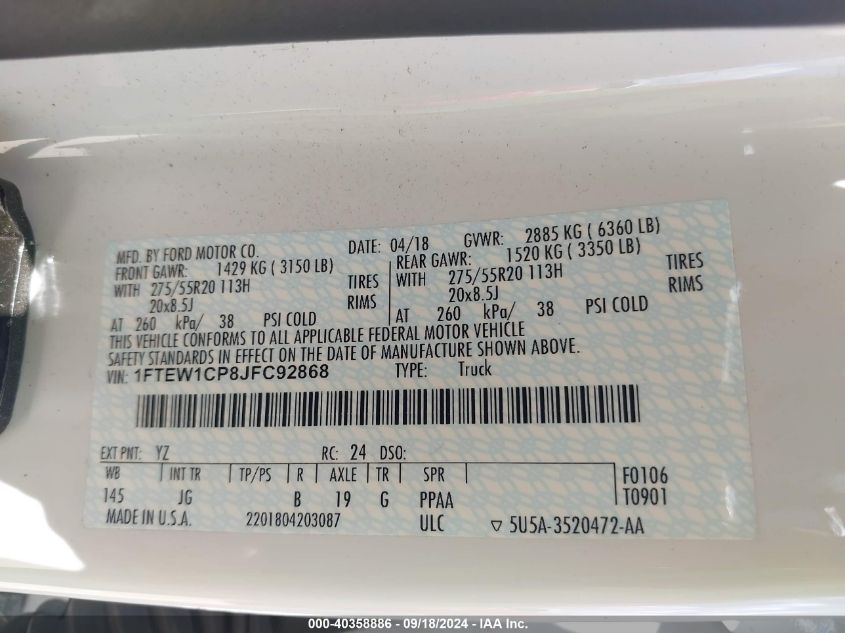 MFD. BY FORD MOTOR CO.
DATE: 04/18 GVWR: 2885 KG ( 6360 LB)
FRONT GAWR: 1429 KG ( 3150 LB)
WITH 275/55R20 113H TIRES
20x8.5J RIMS
AT 260 kPa/ 38 PSI COLD
REAR GAWR: 1520 KG ( 3350 LB)
WITH 275/55R20 113H TIRES
20x8.5J RIMS
AT 260 kPa/ 38 PSI COLD
THIS VEHICLE CONFORMS TO ALL APPLICABLE FEDERAL MOTOR VEHICLE
SAFETY STANDARDS IN EFFECT ON THE DATE OF MANUFACTURE SHOWN ABOVE.
VIN: 1FTEW1CP8JFC92868 TYPE: Truck
EXT PNT: YZ RC: 24 DSO:
WB INT TR TP/PS R AXLE TR SPR F0106
145 JG B 19 G PPAA T0901
MADE IN U.S.A. 2201804203087 ULC ▽ 5U5A-3520472-AA
000-40358886 - 09/18/2024 - IAA Inc.